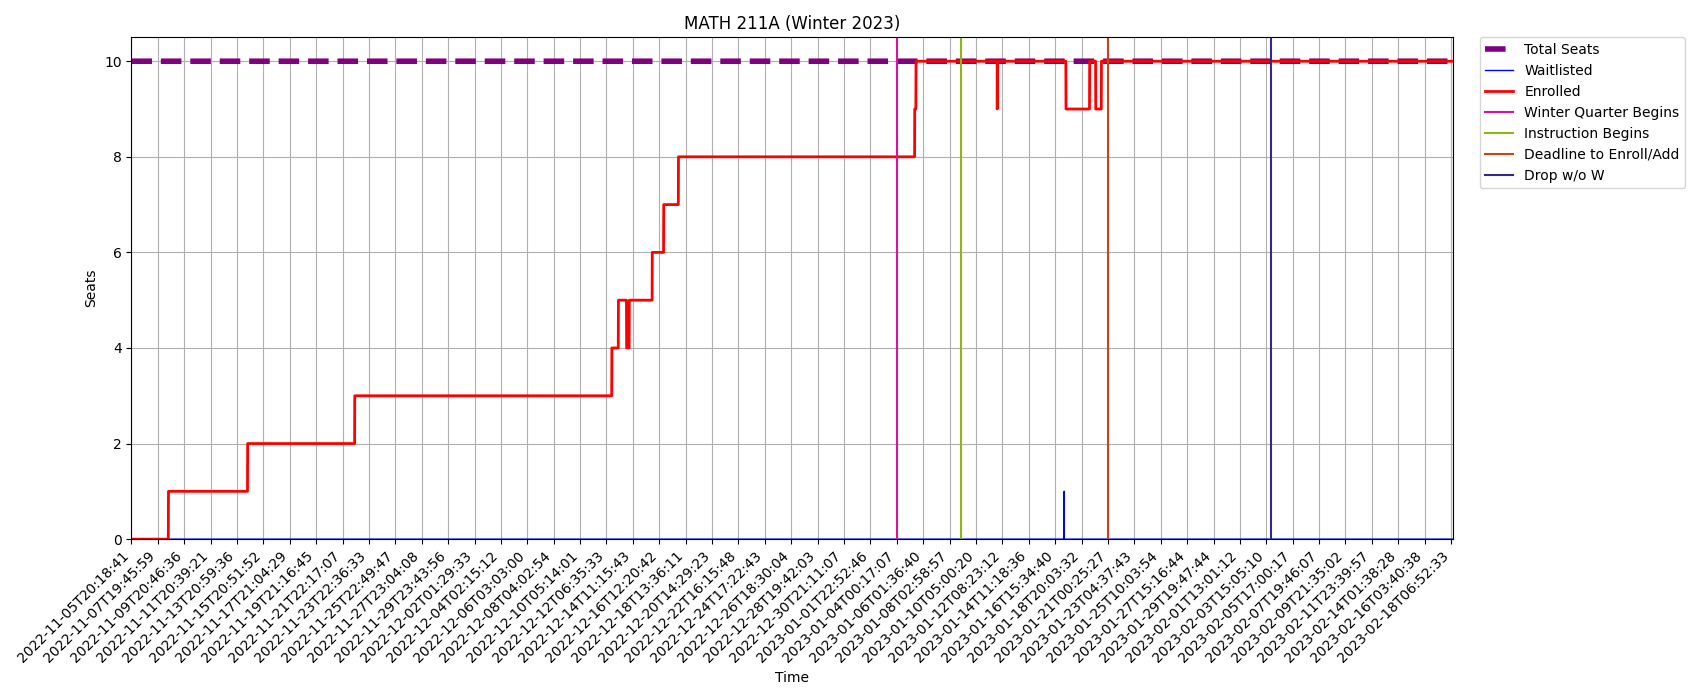 MATH 211A (Winter 2023)
Total Seats
Waitlisted
Enrolled
Winter Quarter Begins
Instruction Begins
Deadline to Enroll/Add
Drop w/o W
Seats
10
8
6
4
2
0
2022-11-05T20:18:41
2022-11-07T19:45:59
2022-11-09T20:46:36
2022-11-11T20:39:21
2022-11-13T20:59:36
2022-11-15T20:51:52
2022-11-17T21:04:29
2022-11-19T21:16:45
2022-11-21T22:17:07
2022-11-23T22:36:33
2022-11-25T22:49:47
2022-11-27T23:04:08
2022-11-29T23:43:56
2022-12-02T01:29:33
2022-12-04T02:15:12
2022-12-06T03:03:00
2022-12-08T04:02:54
2022-12-10T05:14:01
2022-12-12T06:35:33
2022-12-14T11:15:43
2022-12-16T12:20:42
2022-12-18T13:36:11
2022-12-20T14:29:23
2022-12-22T16:15:48
2022-12-24T17:22:43
2022-12-26T18:30:04
2022-12-28T19:42:03
2022-12-30T21:11:07
2023-01-01T22:52:46
2023-01-04T00:17:07
2023-01-06T01:36:40
2023-01-08T02:58:57
2023-01-10T05:00:20
2023-01-12T08:23:12
2023-01-14T11:18:36
2023-01-16T15:34:40
2023-01-18T20:03:32
2023-01-21T00:25:27
2023-01-23T04:37:43
2023-01-25T10:03:54
2023-01-27T15:16:44
2023-01-29T19:47:44
2023-02-01T13:01:12
2023-02-03T15:05:10
2023-02-05T17:00:17
2023-02-07T19:46:07
2023-02-09T21:35:02
2023-02-11T23:39:57
2023-02-14T01:38:28
2023-02-16T03:40:38
2023-02-18T06:52:33
Time